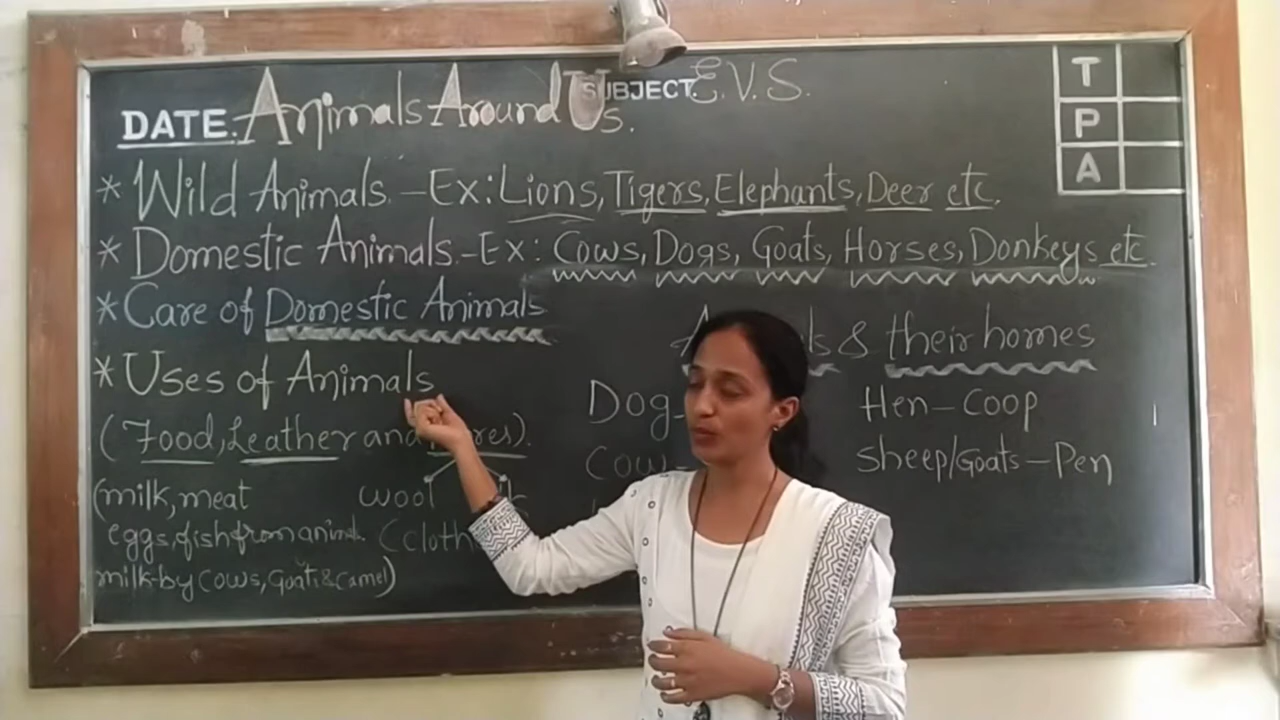 DATE. Animals Around Us. SUBJECT. E.V.S.
T
P
A
* Wild Animals. - Ex: Lions, Tigers, Elephants, Deer etc.
* Domestic Animals. - Ex: Cows, Dogs, Goats, Horses, Donkeys etc.
* Care of Domestic Animals
* Uses of Animals
(Food, Leather and
(milk, meat
eggs, fish from animal.
milk-by Cows, Goats & Camel)
wool
& their homes
Dog-
Cow-
Hen - Coop
Sheep/Goats - Pen